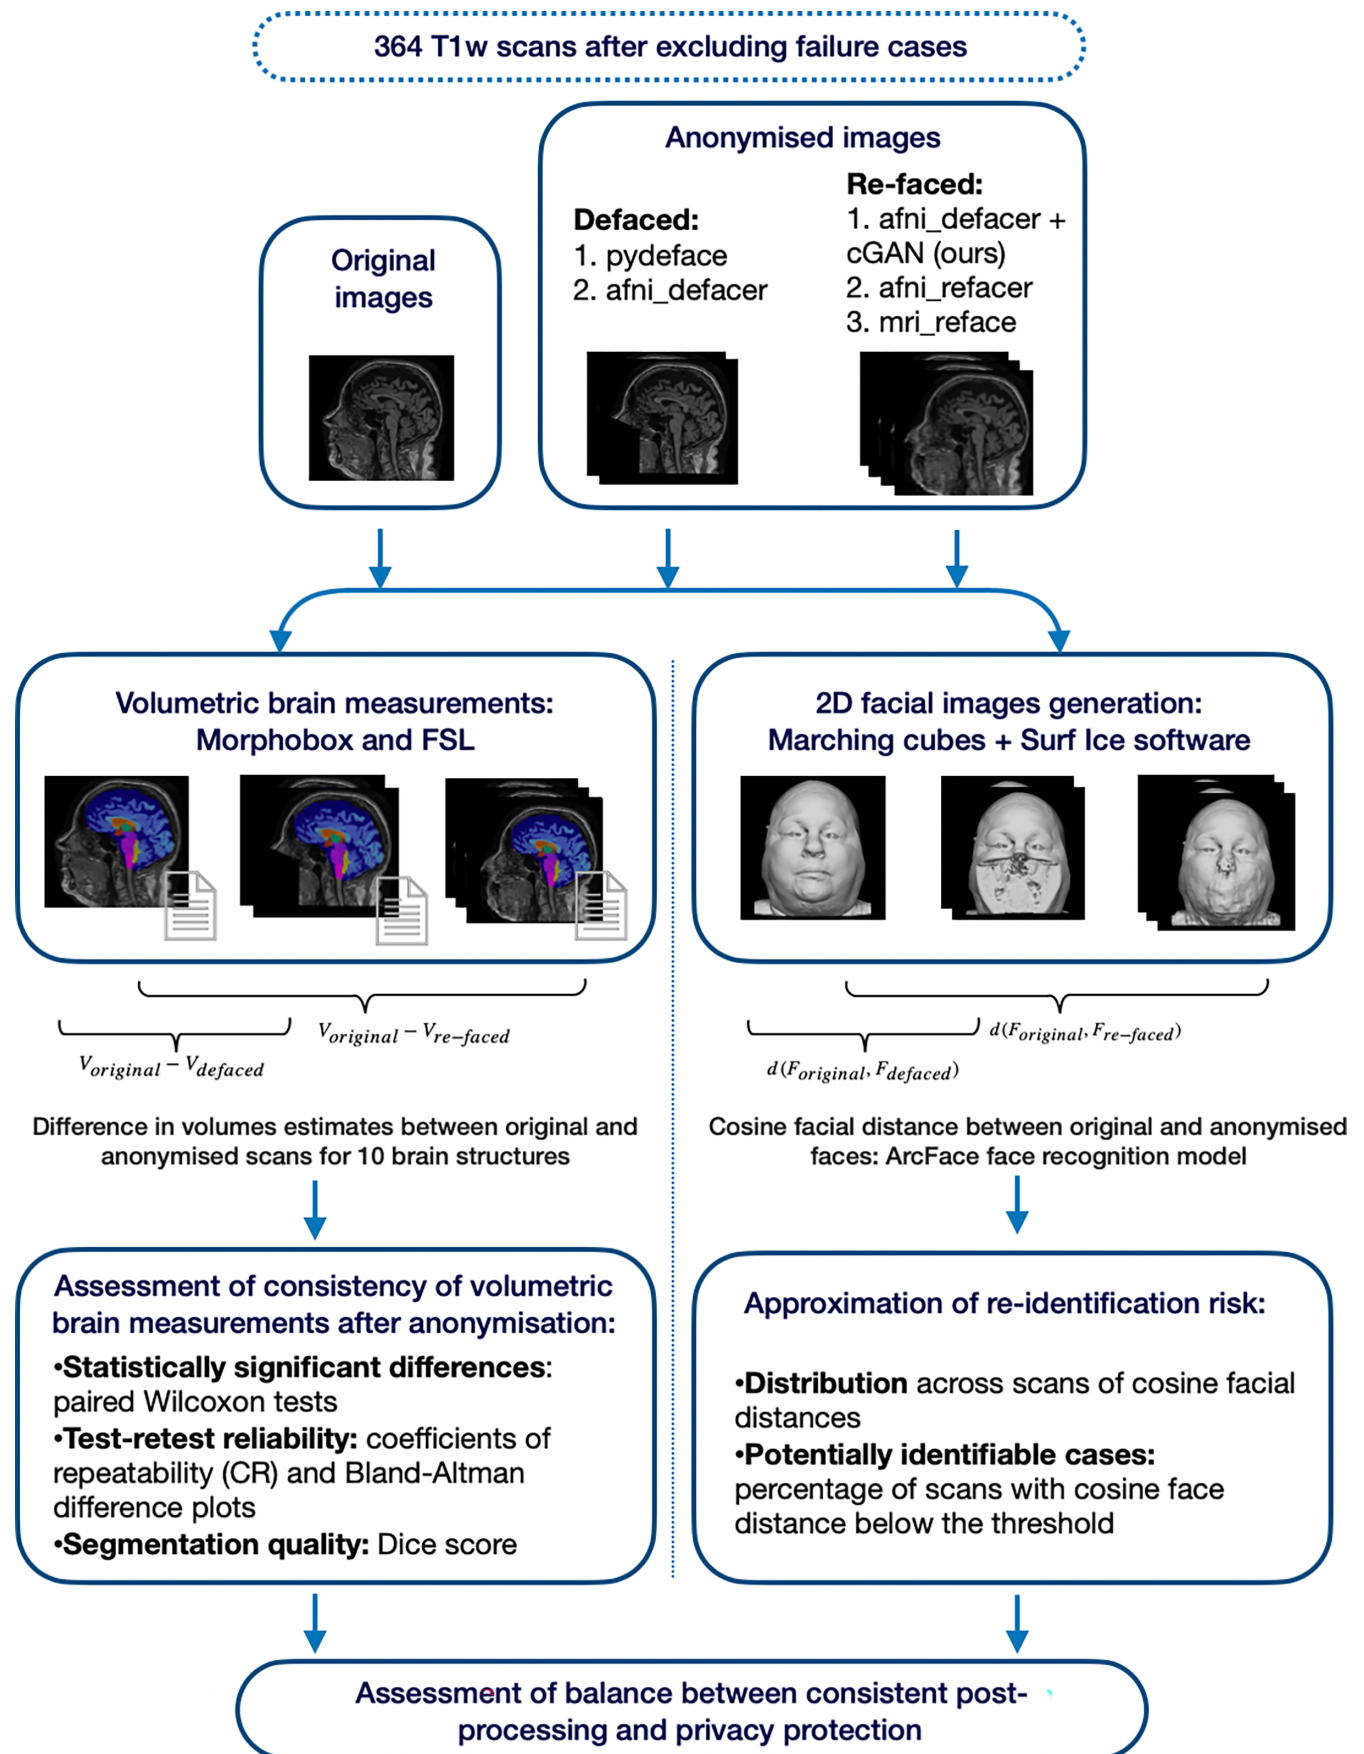 364 T1w scans after excluding failure cases
Original
images
Anonymised images
Defaced:
1. pydeface
2. afni_defacer
Re-faced:
1. afni_defacer +
cGAN (ours)
2. afni_refacer
3. mri_reface
Volumetric brain measurements:
Morphobox and FSL
V_original − V_re−faced
V_original − V_defaced
Difference in volumes estimates between original and
anonymised scans for 10 brain structures
Assessment of consistency of volumetric
brain measurements after anonymisation:
•Statistically significant differences:
paired Wilcoxon tests
•Test-retest reliability: coefficients of
repeatability (CR) and Bland-Altman
difference plots
•Segmentation quality: Dice score
2D facial images generation:
Marching cubes + Surf Ice software
d(F_original, F_re−faced)
d(F_original, F_defaced)
Cosine facial distance between original and anonymised
faces: ArcFace face recognition model
Approximation of re-identification risk:
•Distribution across scans of cosine facial
distances
•Potentially identifiable cases:
percentage of scans with cosine face
distance below the threshold
Assessment of balance between consistent post-
processing and privacy protection